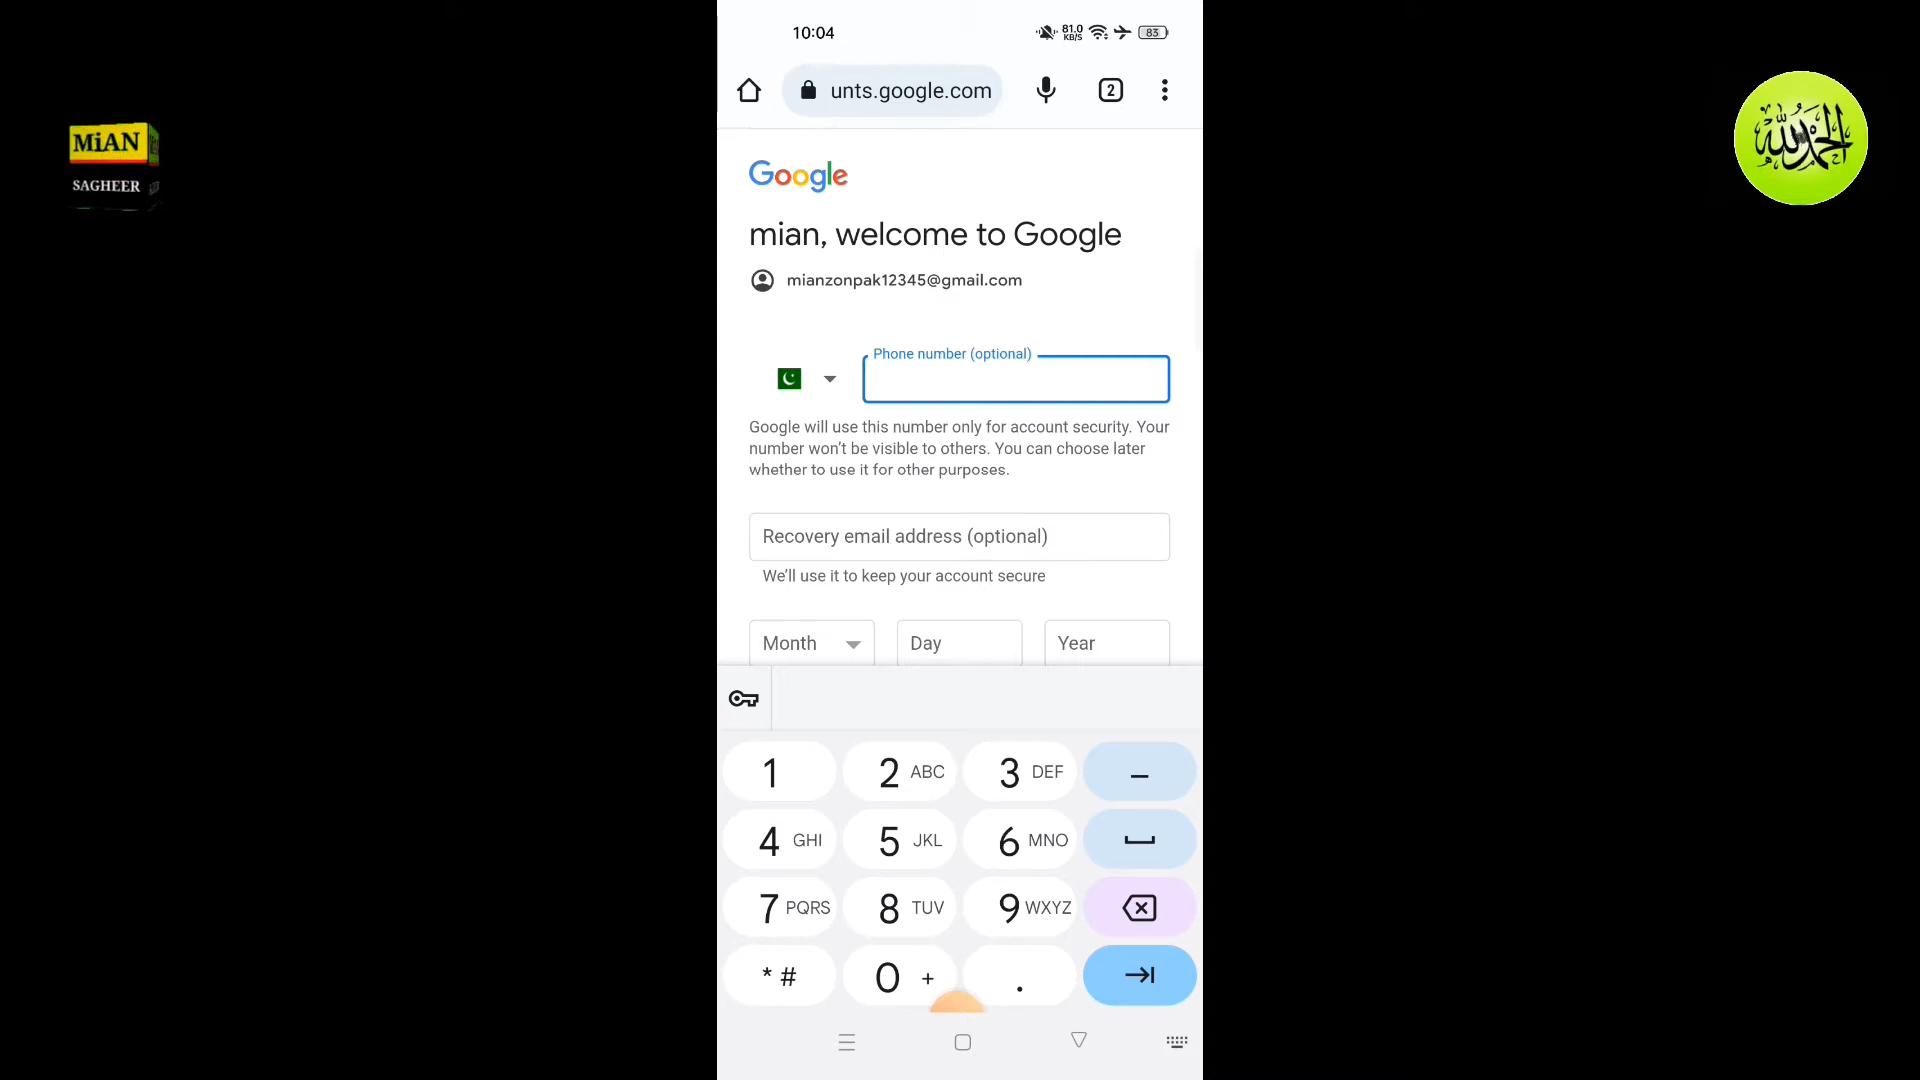 10:04
81.0
KB/S
83
MiAN
SAGHEER
الحمد لله
unts.google.com
2
Google
mian, welcome to Google
mianzonpak12345@gmail.com
Phone number (optional)
Google will use this number only for account security. Your
number won't be visible to others. You can choose later
whether to use it for other purposes.
Recovery email address (optional)
We'll use it to keep your account secure
Month Day Year
1 2 ABC 3 DEF –
4 GHI 5 JKL 6 MNO
7 PQRS 8 TUV 9 WXYZ
* # 0 + .